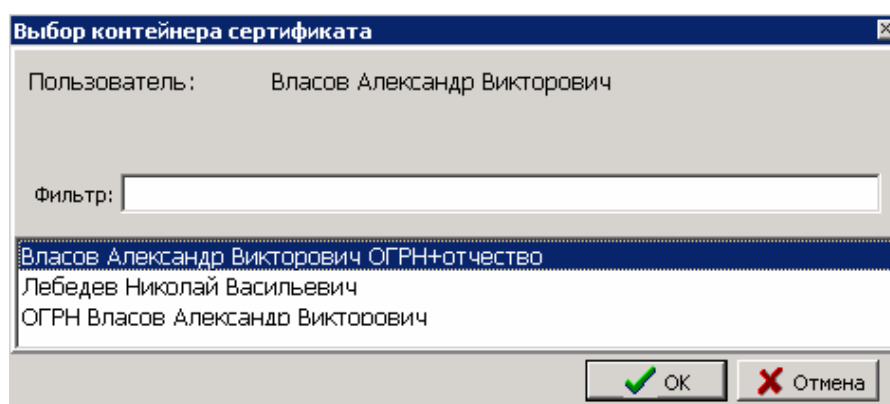 Выбор контейнера сертификата
Пользователь: Власов Александр Викторович
Фильтр:
Власов Александр Викторович ОГРН+отчество
Лебедев Николай Васильевич
ОГРН Власов Александр Викторович
ОК Отмена